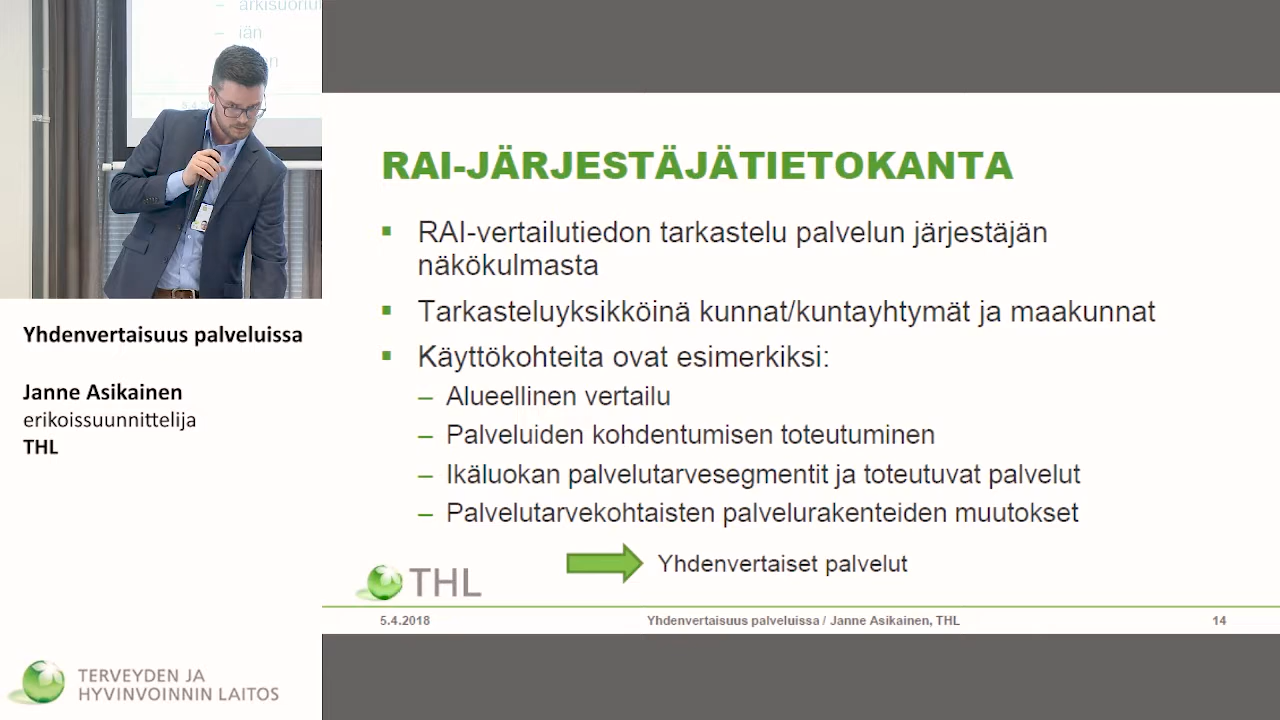 iän
Yhdenvertaisuus palveluissa
Janne Asikainen
erikoissuunnittelija
THL
TERVEYDEN JA
HYVINVOINNIN LAITOS
RAI-JÄRJESTÄJÄTIETOKANTA
▪ RAI-vertailutiedon tarkastelu palvelun järjestäjän
näkökulmasta
▪ Tarkasteluyksikköinä kunnat/kuntayhtymät ja maakunnat
▪ Käyttökohteita ovat esimerkiksi:
– Alueellinen vertailu
– Palveluiden kohdentumisen toteutuminen
– Ikäluokan palvelutarvesegmentit ja toteutuvat palvelut
– Palvelutarvekohtaisten palvelurakenteiden muutokset
Yhdenvertaiset palvelut
THL
5.4.2018 Yhdenvertaisuus palveluissa / Janne Asikainen, THL 14